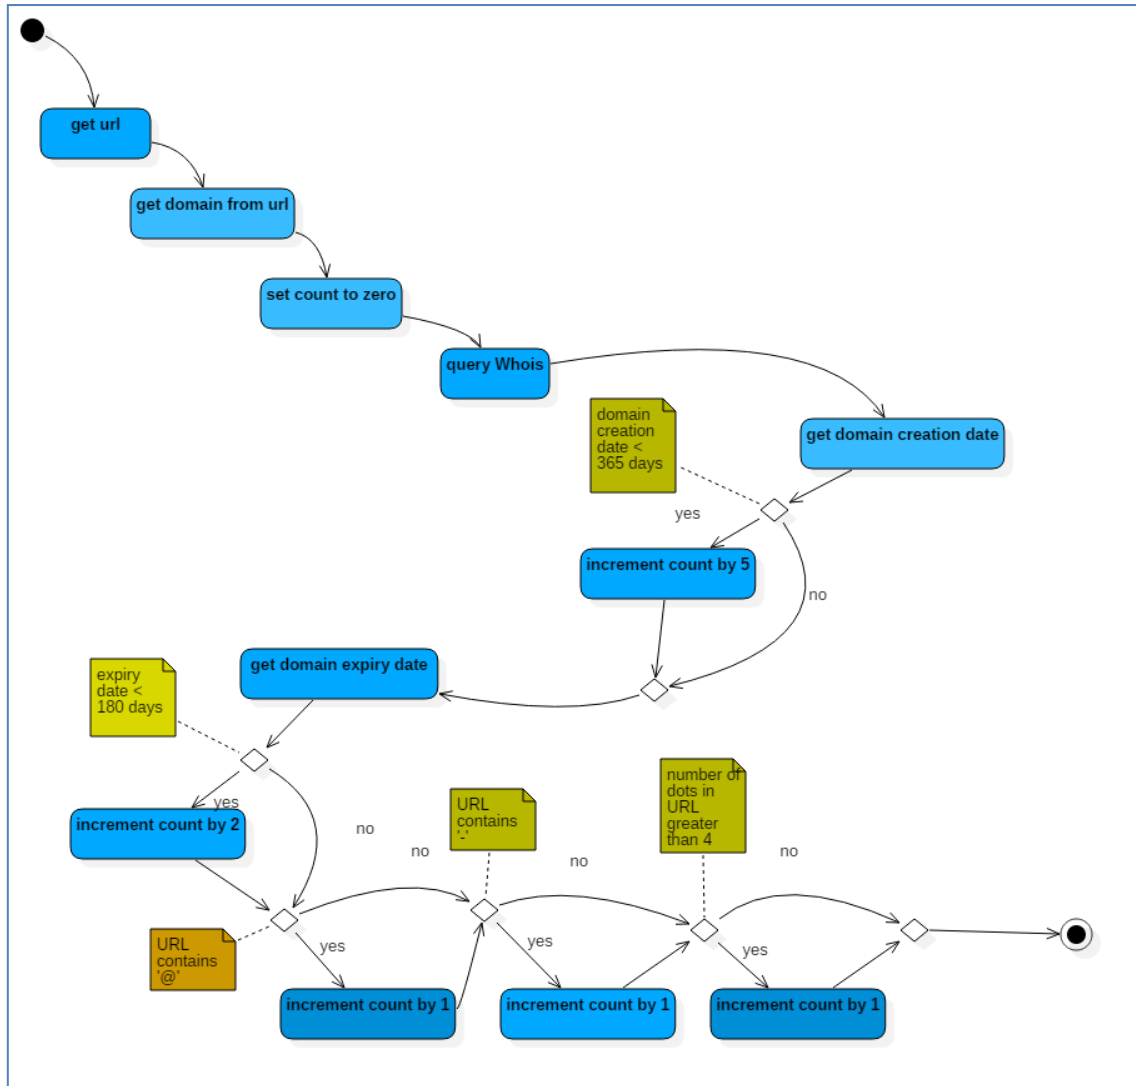 get url
get domain from url
set count to zero
query Whois
domain
creation
date <
365 days
get domain creation date
yes
increment count by 5
no
get domain expiry date
expiry
date <
180 days
yes
increment count by 2
no
URL
contains
'-'
number of
dots in
URL
greater
than 4
no
no
no
URL
contains
'@'
yes
yes
yes
increment count by 1
increment count by 1
increment count by 1